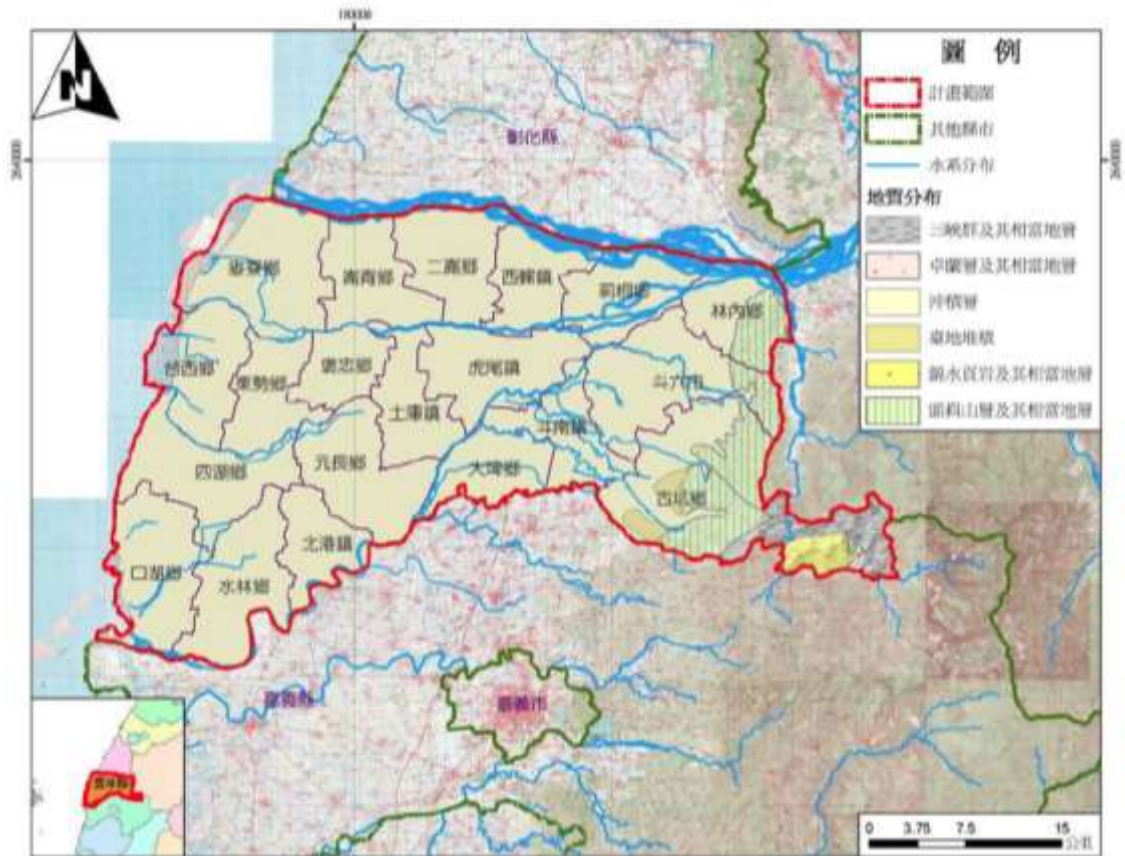 180000
N
2640000
2640000
圖 例
計畫範圍
其他縣市
水系分布
地質分布
三峽群及其相當地層
卓蘭層及其相當地層
沖積層
臺地堆積
錦水頁岩及其相當地層
頭嵙山層及其相當地層
彰化縣
麥寮鄉
崙背鄉
二崙鄉
西螺鎮
莿桐鄉
林內鄉
台西鄉
東勢鄉
褒忠鄉
土庫鎮
虎尾鎮
斗南鎮
斗六市
四湖鄉
元長鄉
大埤鄉
古坑鄉
口湖鄉
水林鄉
北港鎮
嘉義縣
嘉義市
雲林縣
0 3.75 7.5 15
公里